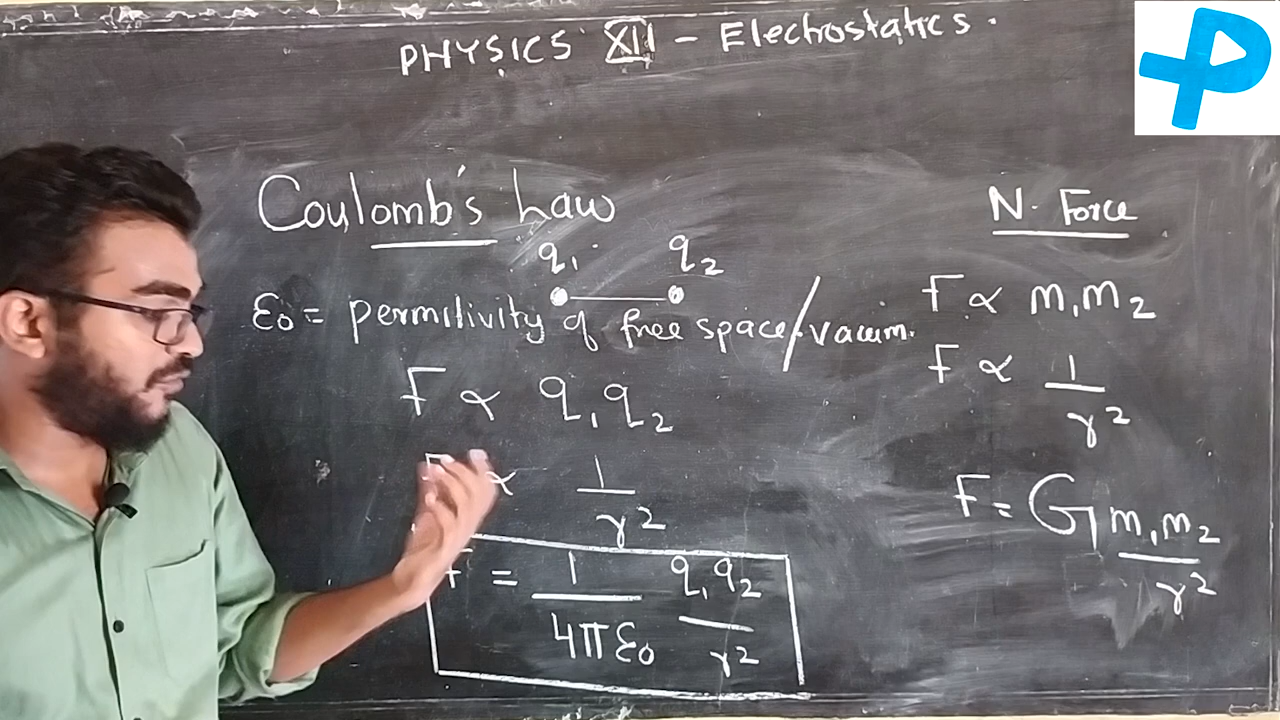 PHYSICS XII - Electrostatics.
Coulomb's Law
q₁ q₂
ε₀ = permitivity of free space/vacum.
F ∝ q₁q₂
F ∝ 1/r²
F = 1/4πε₀ q₁q₂/r²
N. Force
F ∝ m₁m₂
F ∝ 1/r²
F = G m₁m₂/r²
P